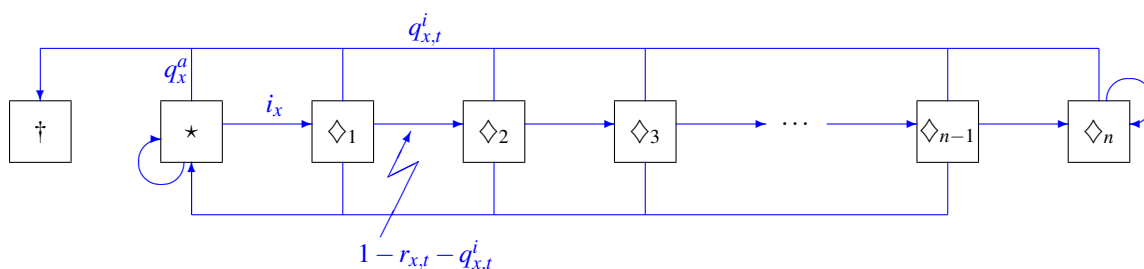 $q^i_{x,t}$
$q^a_x$
$i_x$
† ⋆ ◇₁ ◇₂ ◇₃ ⋯ ◇ₙ₋₁ ◇ₙ
$1 - r_{x,t} - q^i_{x,t}$